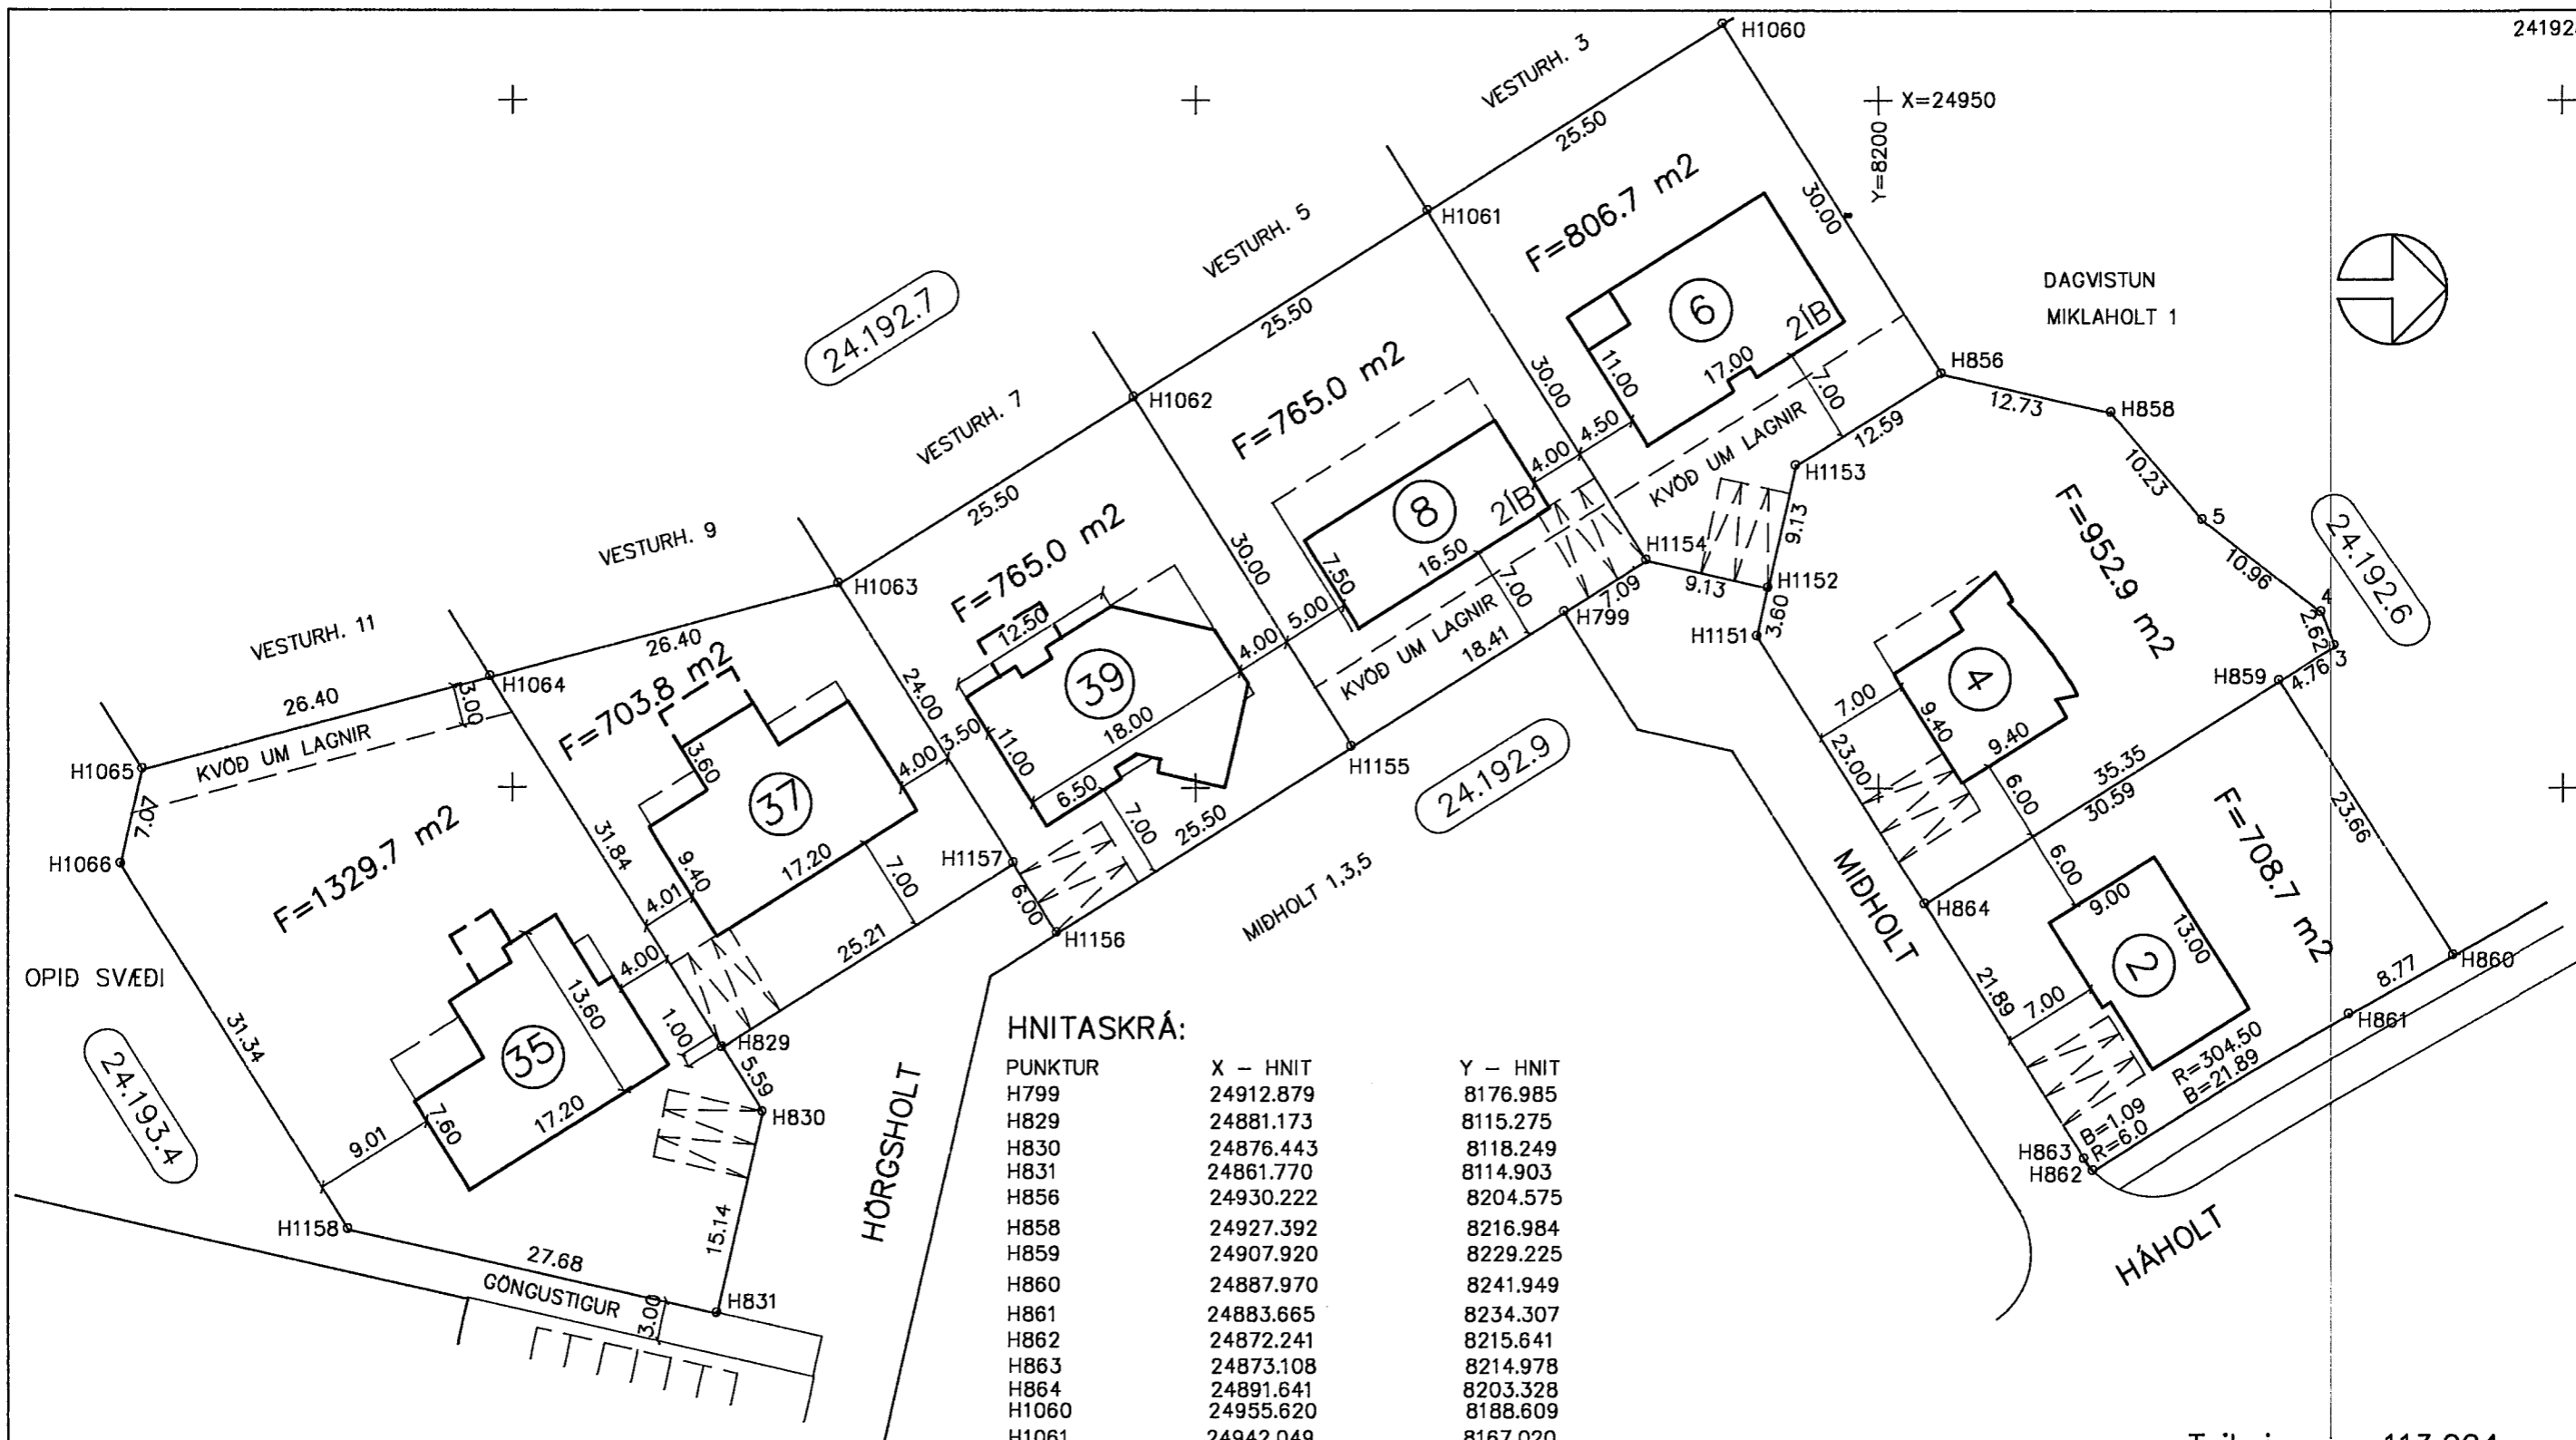 24192
H1060
VESTURH. 3
X=24950
Y=8200
25.50
H1061
F=806.7 m2
30.00
VESTURH. 5
6
2ÍB
11.00
17.00
7.00
DAGVISTUN
MIKLAHOLT 1
H856
12.73
H858
12.59
H1153
24.192.7
25.50
H1062
F=765.0 m2
30.00
4.50
4.00
KVÖÐ UM LAGNIR
8
2ÍB
7.50
16.50
7.00
10.23
5
10.96
4
2.62
3
4.76
F=952.9 m2
24.192.6
VESTURH. 7
25.50
H1063
F=765.0 m2
30.00
5.00
4.00
H1154
9.13
9.13
H1152
3.60
H1151
7.09
H799
18.41
KVÖÐ UM LAGNIR
H859
VESTURH. 9
26.40
H1064
F=703.8 m2
24.00
12.50
39
18.00
11.00
6.50
7.00
3.50
4.00
H1155
24.192.9
25.50
4
7.00
9.40
9.40
23.00
6.00
35.35
30.59
23.66
VESTURH. 11
26.40
3.00
KVÖÐ UM LAGNIR
H1065
7.07
H1066
F=1329.7 m2
31.84
3.60
37
9.40
17.20
7.00
4.01
4.00
H1157
6.00
H1156
25.21
MIÐHOLT 1,3,5
MIÐHOLT
H864
6.00
F=708.7 m2
9.00
13.00
2
7.00
21.89
H860
8.77
H861
R=304.50
B=21.89
B=1.09
R=6.0
H863
H862
HÁHOLT
OPIÐ SVÆÐI
24.193.4
31.34
35
13.60
7.60
17.20
9.01
1.00
H829
5.59
H830
15.14
H1158
27.68
GÖNGUSTIGUR
3.00
H831
HÖRGSHOLT
HNITASKRÁ:
PUNKTUR X – HNIT Y – HNIT
H799 24912.879 8176.985
H829 24881.173 8115.275
H830 24876.443 8118.249
H831 24861.770 8114.903
H856 24930.222 8204.575
H858 24927.392 8216.984
H859 24907.920 8229.225
H860 24887.970 8241.949
H861 24883.665 8234.307
H862 24872.241 8215.641
H863 24873.108 8214.978
H864 24891.641 8203.328
H1060 24955.620 8188.609
H1061 24942.049 8167.020